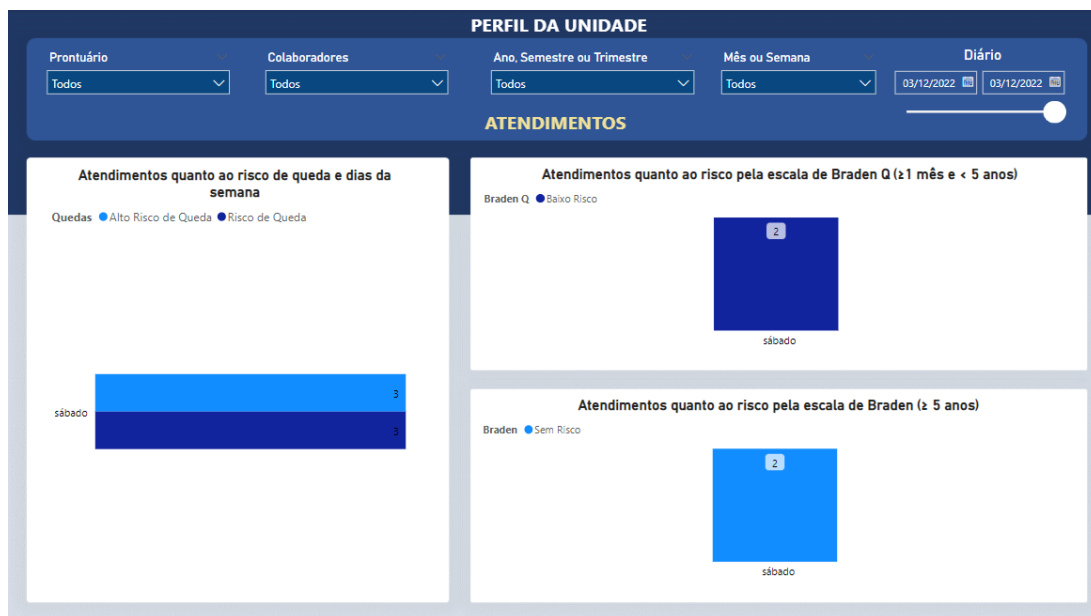 PERFIL DA UNIDADE
Prontuário
Todos
Colaboradores
Todos
Ano, Semestre ou Trimestre
Todos
Mês ou Semana
Todos
Diário
03/12/2022 03/12/2022
ATENDIMENTOS
Atendimentos quanto ao risco de queda e dias da
semana
Quedas Alto Risco de Queda Risco de Queda
3
sábado
3
Atendimentos quanto ao risco pela escala de Braden Q (≥1 mês e < 5 anos)
Braden Q Baixo Risco
2
sábado
Atendimentos quanto ao risco pela escala de Braden (≥ 5 anos)
Braden Sem Risco
2
sábado